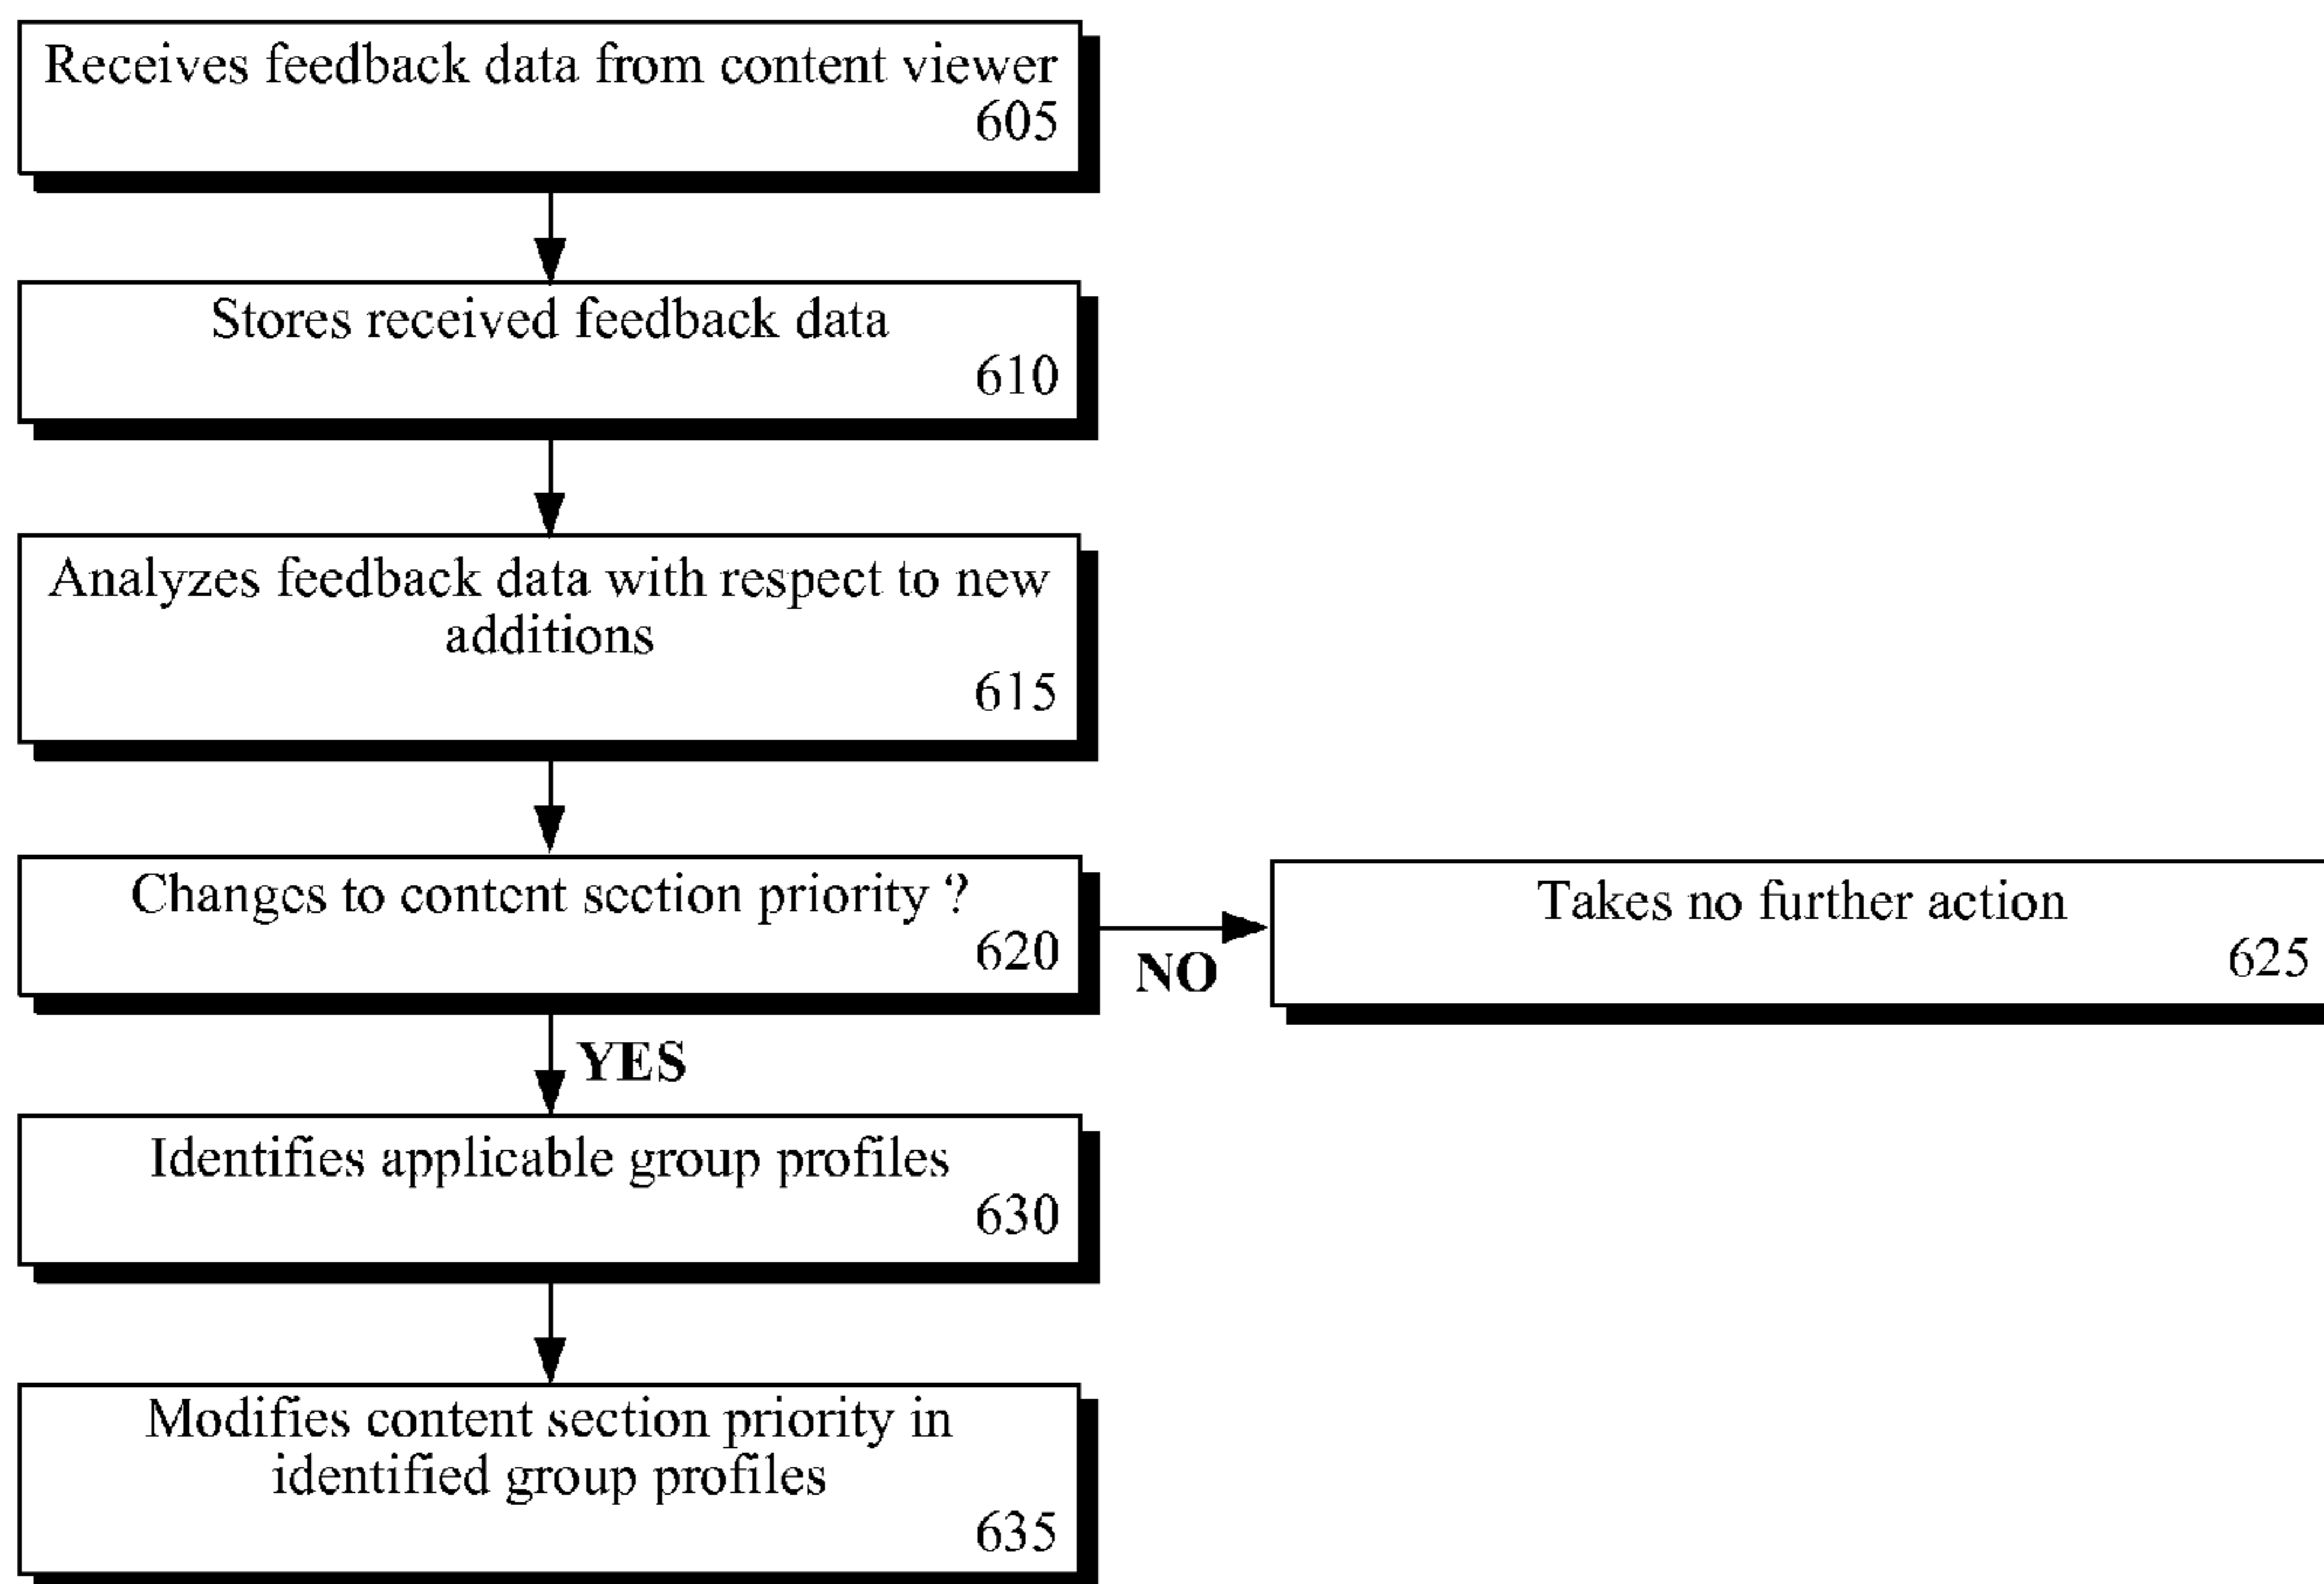 Receives feedback data from content viewer
605
Stores received feedback data
610
Analyzes feedback data with respect to new
additions
615
Changes to content section priority ?
620
NO
Takes no further action
625
YES
Identifies applicable group profiles
630
Modifies content section priority in
identified group profiles
635